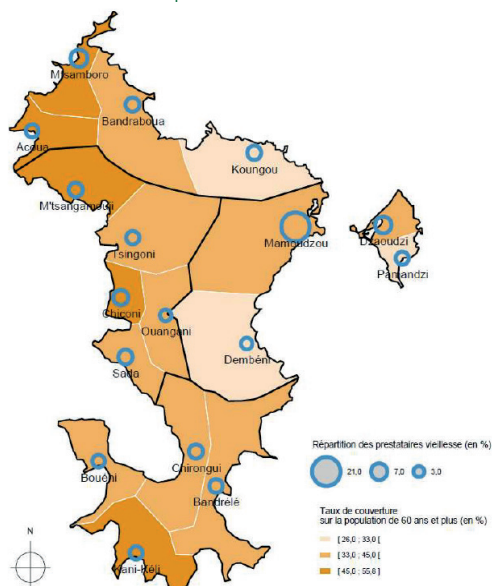 M'tsamboro
Bandraboua
Acoua
Koungou
M'tsangamouji
Mamoudzou
Dzaoudzi
Tsingoni
Pamandzi
Chiconi
Ouangani
Dembéni
Sada
Chirongui
Bouéni
Bandrélé
Kani-Kéli
N
Répartition des prestataires vieillesse (en %)
21,0 7,0 3,0
Taux de couverture
sur la population de 60 ans et plus (en %)
[ 26,0 ; 33,0 [
[ 33,0 ; 45,0 [
[ 45,0 ; 55,8 [